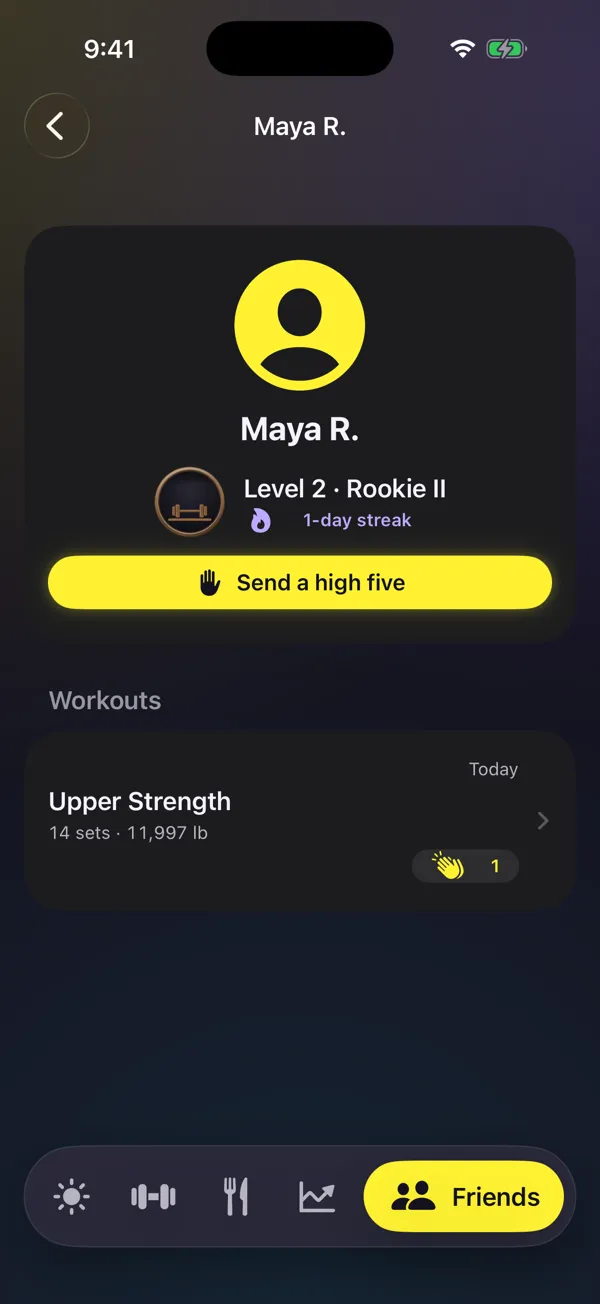 9:41
Maya R.
Maya R.
Level 2 · Rookie II
1-day streak
Send a high five
Workouts
Today
Upper Strength
14 sets · 11,997 lb
1
Friends